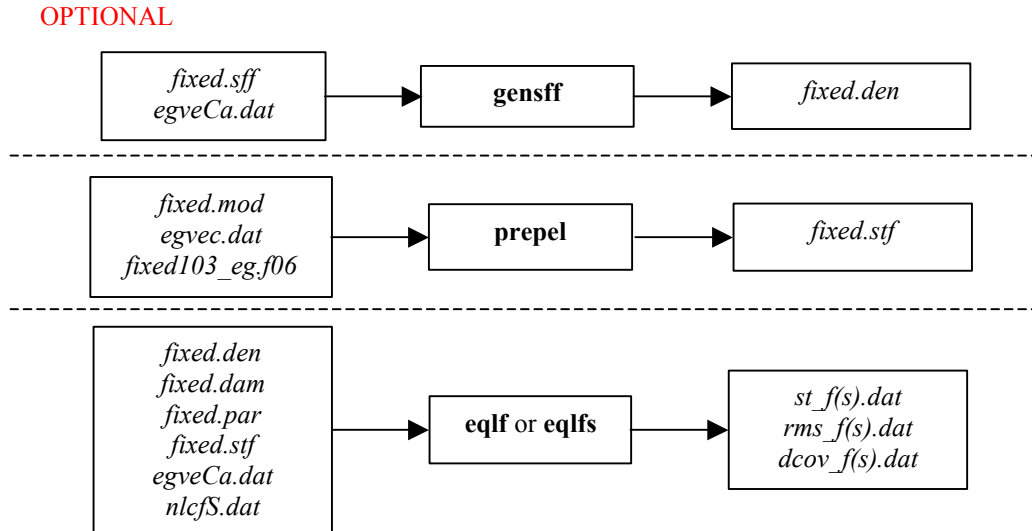 OPTIONAL
fixed.sff
egveCa.dat
gensff
fixed.den
fixed.mod
egvec.dat
fixed103_eg.f06
prepel
fixed.stf
fixed.den
fixed.dam
fixed.par
fixed.stf
egveCa.dat
nlcfS.dat
eqlf or eqlfs
st_f(s).dat
rms_f(s).dat
dcov_f(s).dat